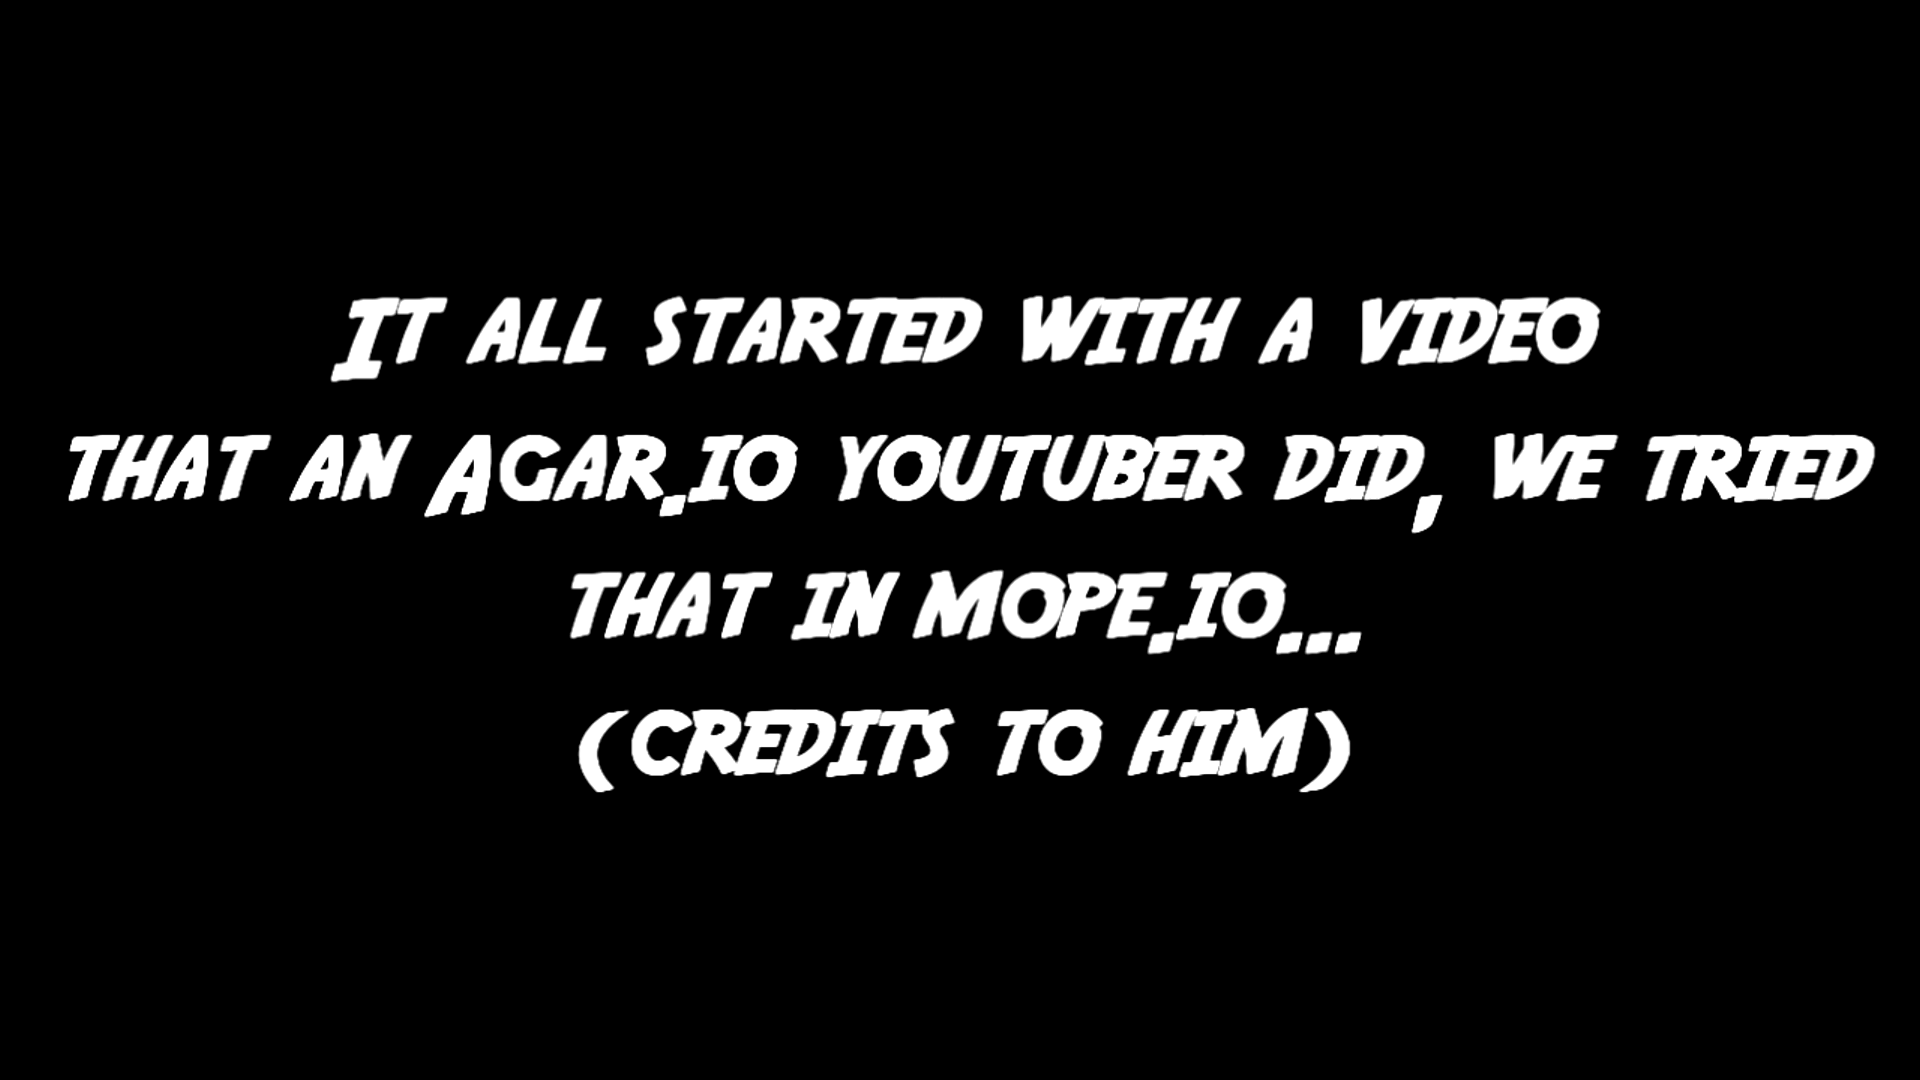 It all started with a video
that an Agar.io youtuber did, we tried
that in mope.io...
(credits to him)